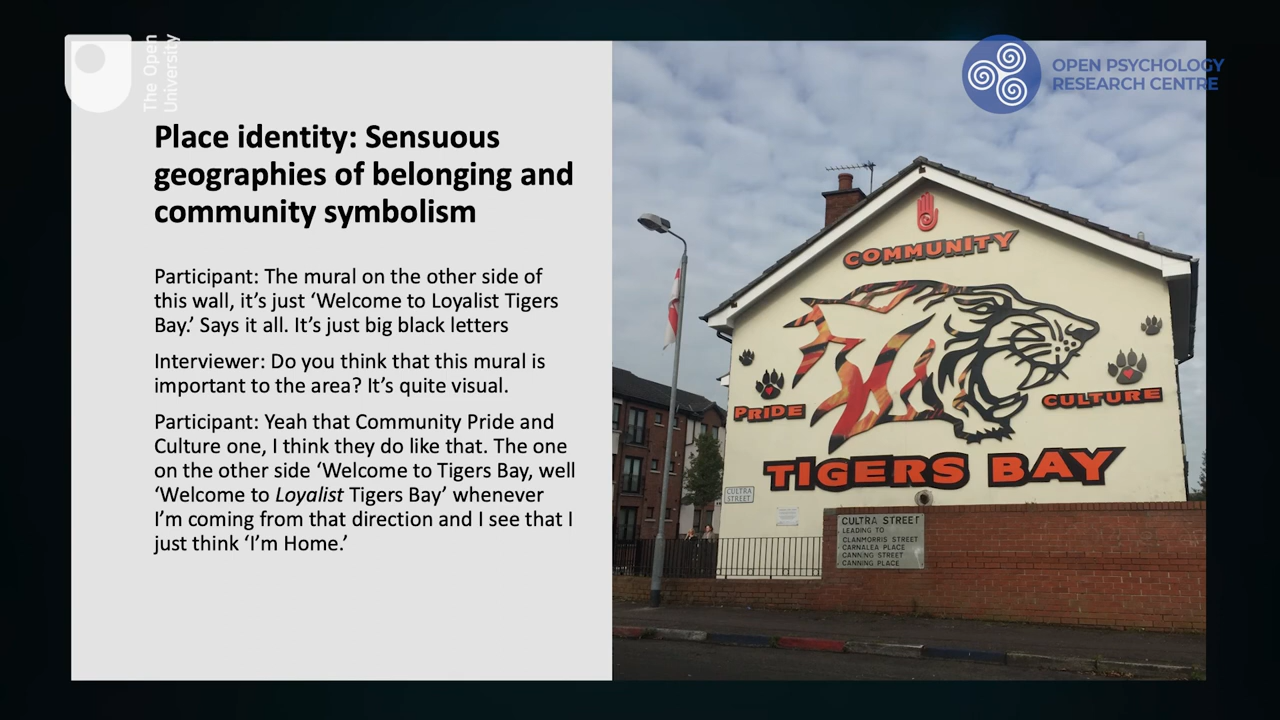 The Open
University
OPEN PSYCHOLOGY
RESEARCH CENTRE
Place identity: Sensuous
geographies of belonging and
community symbolism
Participant: The mural on the other side of
this wall, it’s just ‘Welcome to Loyalist Tigers
Bay.’ Says it all. It’s just big black letters
Interviewer: Do you think that this mural is
important to the area? It’s quite visual.
Participant: Yeah that Community Pride and
Culture one, I think they do like that. The one
on the other side ‘Welcome to Tigers Bay, well
‘Welcome to Loyalist Tigers Bay’ whenever
I’m coming from that direction and I see that I
just think ‘I’m Home.’
COMMUNITY
PRIDE
CULTURE
TIGERS BAY
CULTRA
STREET
CULTRA STREET
LEADING TO
CLANMORRIS STREET
CARNALEA PLACE
CANNING STREET
CANNING PLACE